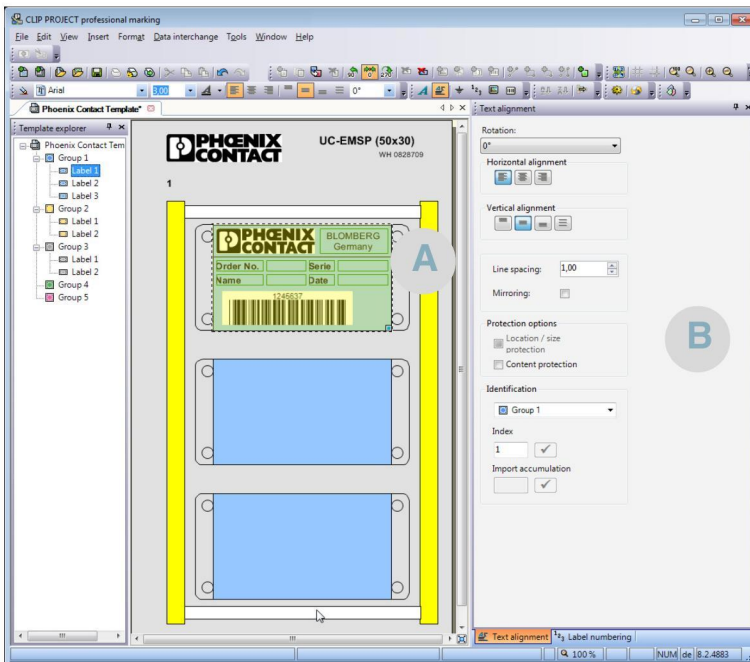 CLIP PROJECT professional marking
File Edit View Insert Format Data interchange Tools Window Help
Arial 3.00 0°
Phoenix Contact Template*
Text alignment
Template explorer
Phoenix Contact Tem
Group 1
Label 1
Label 2
Label 3
Group 2
Label 1
Label 2
Group 3
Label 1
Label 2
Group 4
Group 5
PHŒNIX CONTACT
UC-EMSP (50x30)
WH 0828709
1
PHŒNIX CONTACT
BLOMBERG
Germany
Order No. Serie
Name Date
1245637
A
Rotation:
0°
Horizontal alignment
Vertical alignment
Line spacing: 1,00
Mirroring:
Protection options
Location / size
protection
Content protection
B
Identification
Group 1
Index
1
Import accumulation
Text alignment 1²3 Label numbering
100 % NUM de 8.2.4883